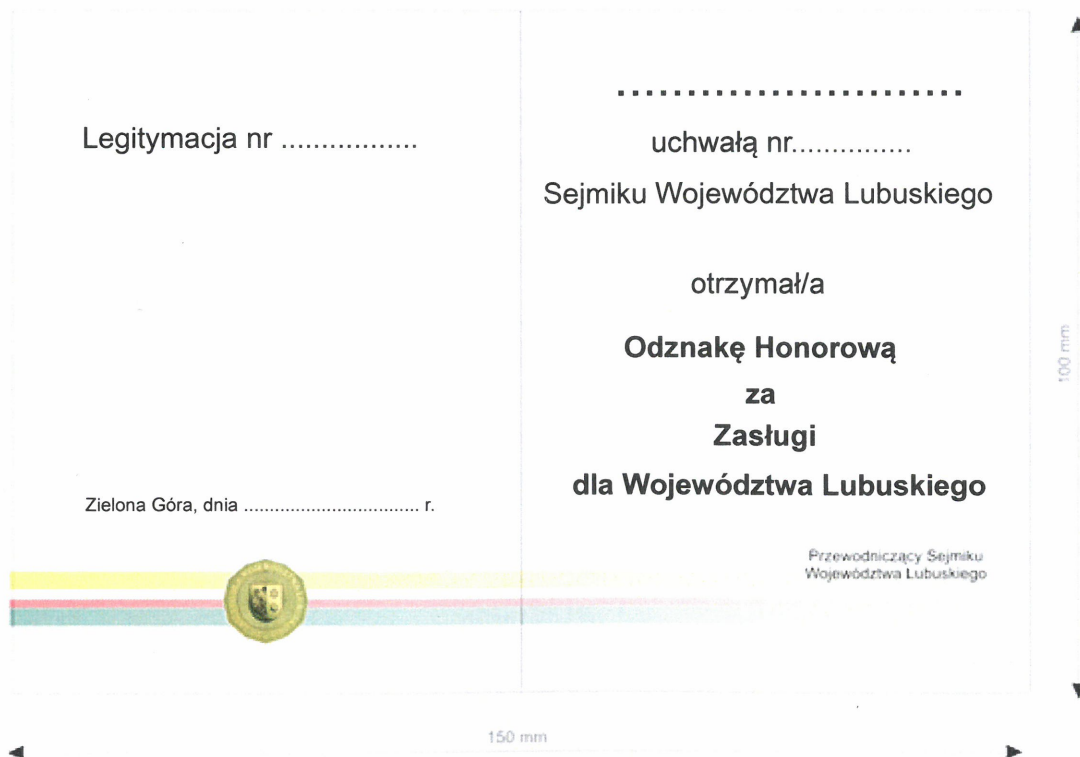 Legitymacja nr .................
Zielona Góra, dnia .................................. r.
.........................
uchwałą nr...............
Sejmiku Województwa Lubuskiego
otrzymał/a
Odznakę Honorową
za
Zasługi
dla Województwa Lubuskiego
Przewodniczący Sejmiku
Województwa Lubuskiego
100 mm
150 mm